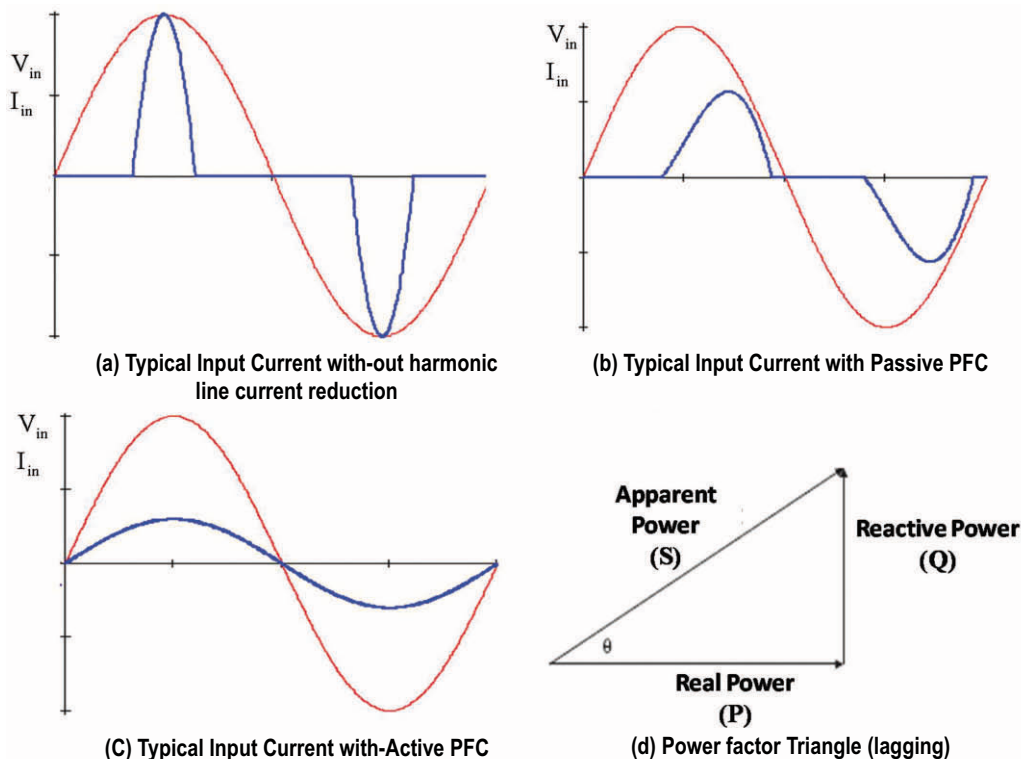 V in
I in
(a) Typical Input Current with-out harmonic
line current reduction
V in
I in
(b) Typical Input Current with Passive PFC
V in
I in
(C) Typical Input Current with-Active PFC
Apparent
Power
(S)
Reactive Power
(Q)
θ
Real Power
(P)
(d) Power factor Triangle (lagging)